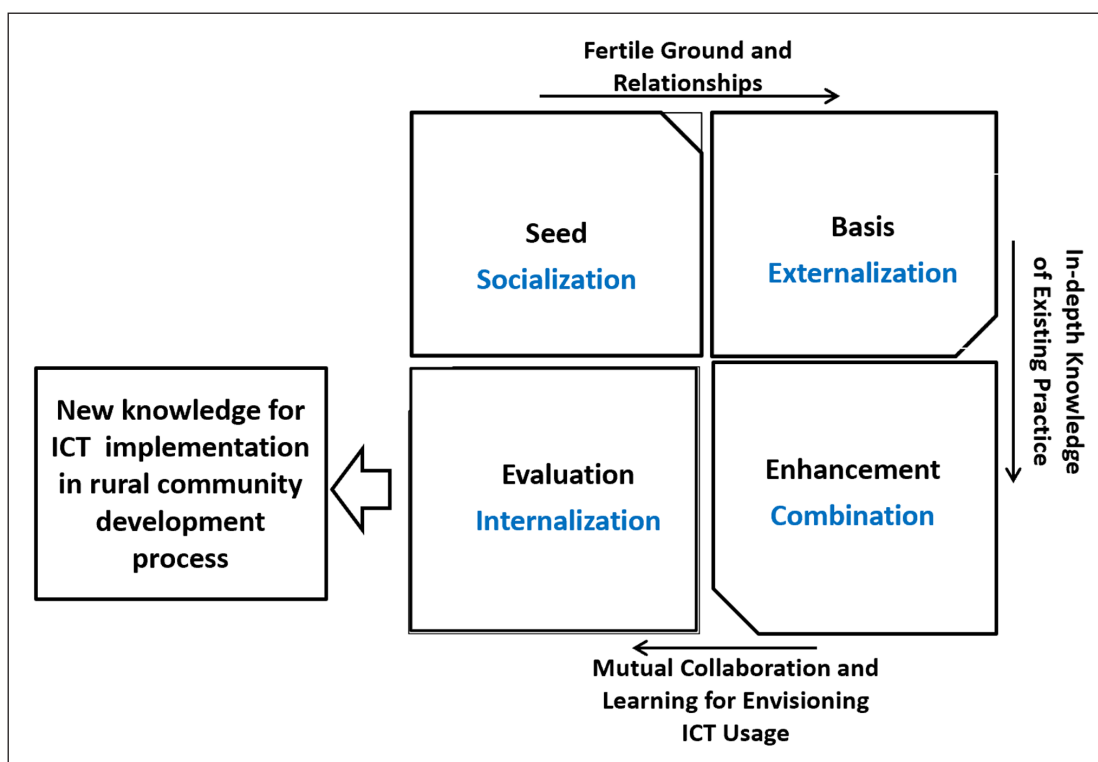 Fertile Ground and
Relationships
Seed
Socialization
Basis
Externalization
In-depth Knowledge
of Existing Practice
New knowledge for
ICT implementation
in rural community
development
process
Evaluation
Internalization
Enhancement
Combination
Mutual Collaboration and
Learning for Envisioning
ICT Usage